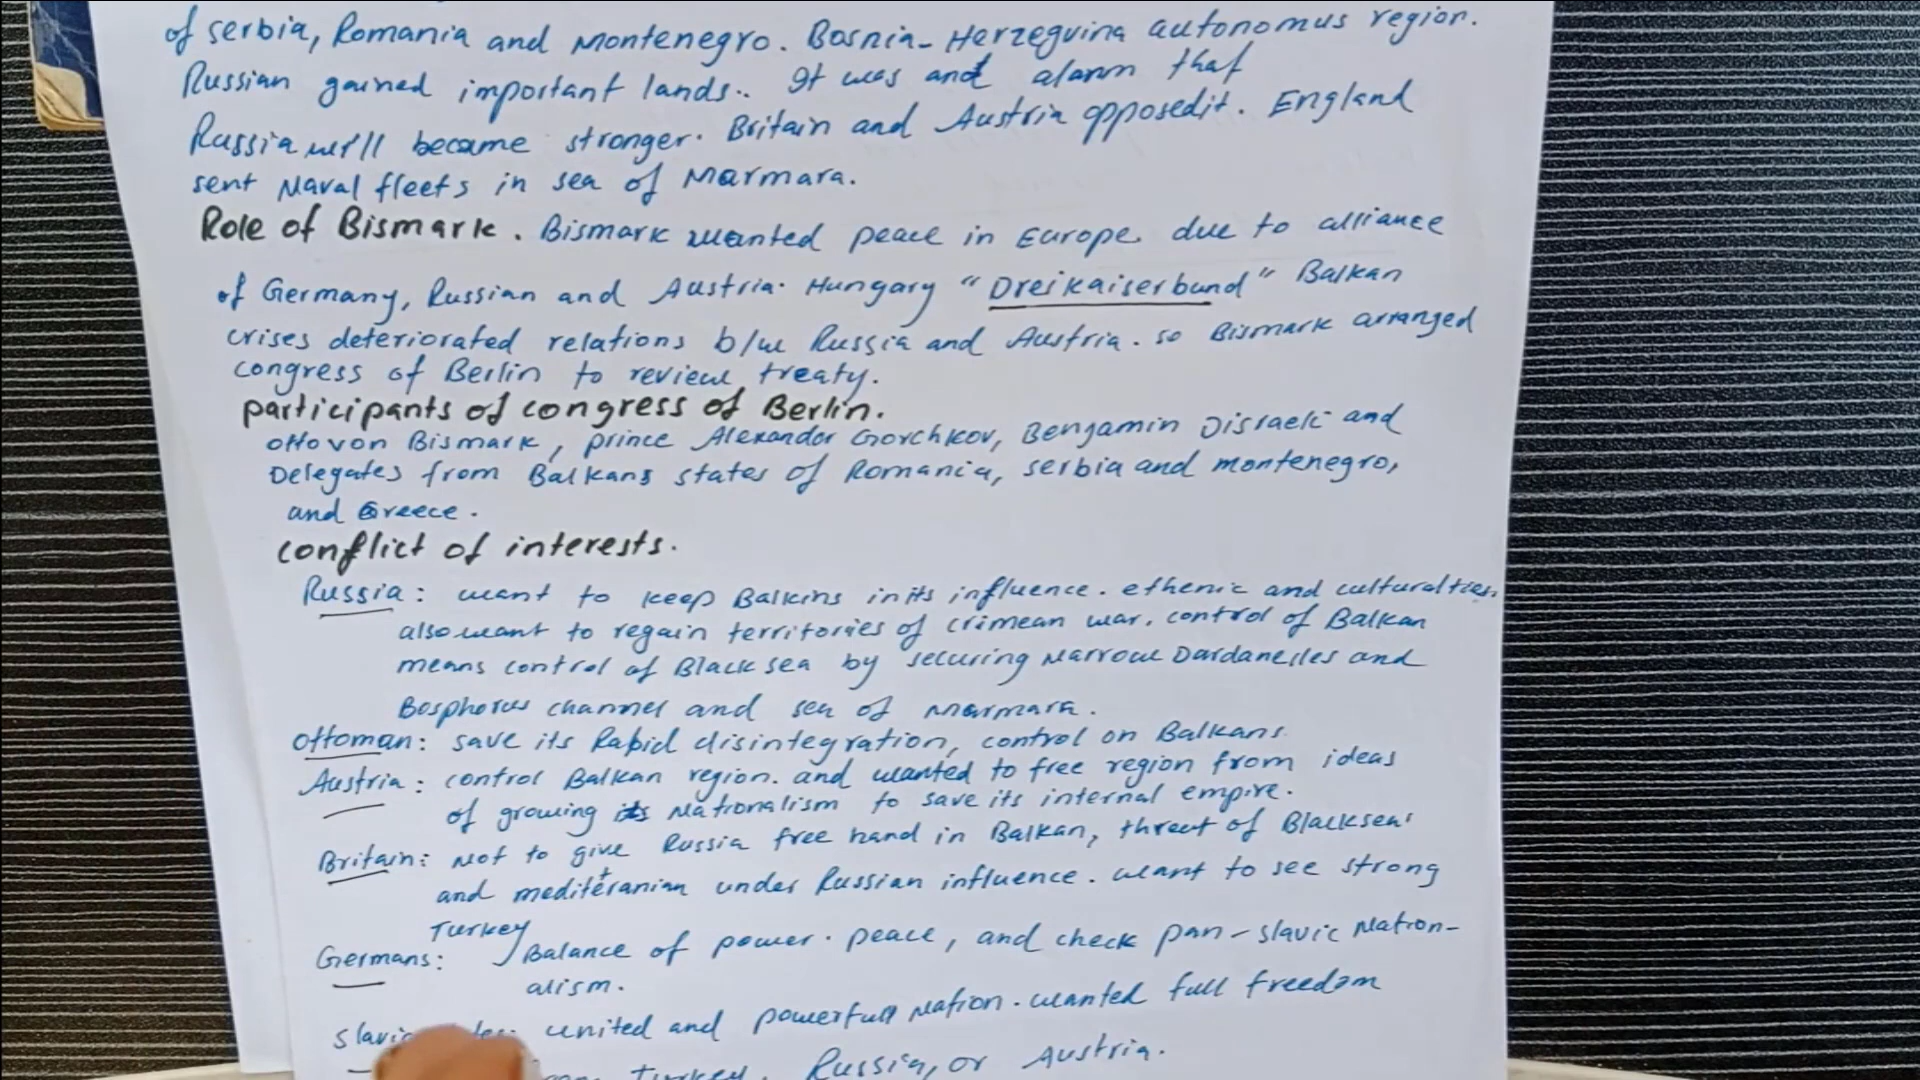 of serbia, Romania and Montenegro. Bosnia-Herzegvina autonomus region.
Russian gained important lands.. It was and alarm that
Russia will became stronger. Britain and Austria opposedit. England
sent Naval fleets in sea of Marmara.
Role of Bismark. Bismark wanted peace in Europe due to alliance
of Germany, Russian and Austria. Hungary "Dreikaiserbund" Balkan
crises deteriorated relations b/w Russia and Austria. so Bismark arranged
congress of Berlin to review treaty.
participants of congress of Berlin.
otto von Bismark, prince Alexandor Gorchkov, Bengamin Disraeli and
Delegates from Balkans states of Romania, serbia and montenegro,
and Greece.
conflict of interests.
Russia: want to keep Balkins in its influence. ethenic and cultural ties.
also want to regain territories of crimean war. control of Balkan
means control of Black sea by securing Narrow Dardanelles and
Bosphorus channel and sea of marmara.
ottoman: save its Rapid disintegration, control on Balkans.
Austria: control Balkan region. and wanted to free region from ideas
of growing Nationalism to save its internal empire.
Britain: Not to give Russia free hand in Balkan, threat of Blacksea
and mediteranian under Russian influence. want to see strong
Turkey
Germans: Balance of power. peace, and check pan-slavic Nation-
alism.
slavic united and powerfull Nation. wanted full freedom
Turkey, Russia, or Austria.